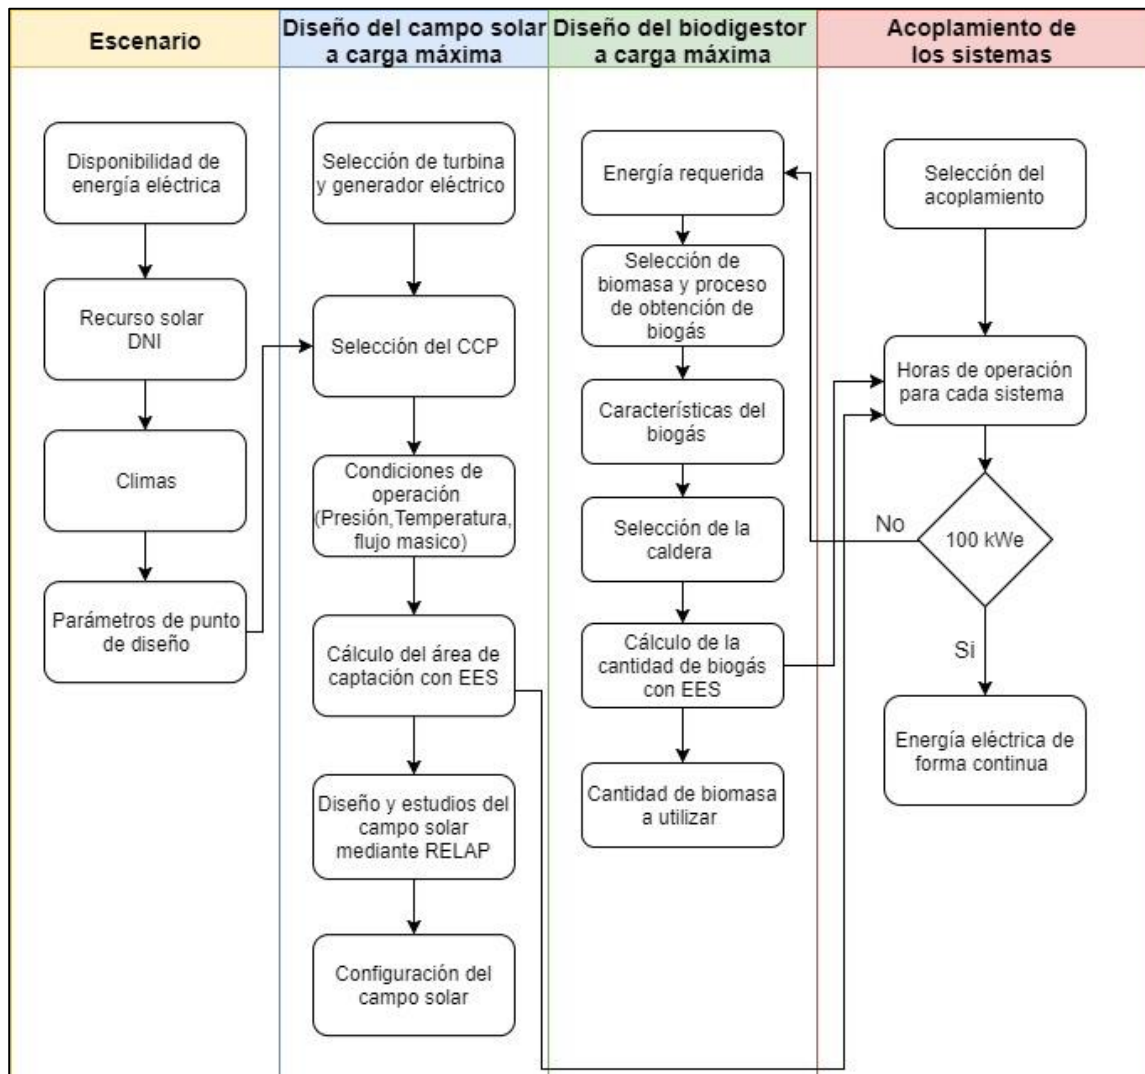 Escenario
Diseño del campo solar
a carga máxima
Diseño del biodigestor
a carga máxima
Acoplamiento de
los sistemas
Disponibilidad de
energía eléctrica
Recurso solar
DNI
Climas
Parámetros de punto
de diseño
Selección de turbina
y generador eléctrico
Selección del CCP
Condiciones de
operación
(Presión,Temperatura,
flujo masico)
Cálculo del área de
captación con EES
Diseño y estudios del
campo solar
mediante RELAP
Configuración del
campo solar
Energía requerida
Selección de
biomasa y proceso
de obtención de
biogás
Características del
biogás
Selección de la
caldera
Cálculo de la
cantidad de biogás
con EES
Cantidad de biomasa
a utilizar
Selección del
acoplamiento
Horas de operación
para cada sistema
No
100 kWe
Si
Energía eléctrica de
forma continua